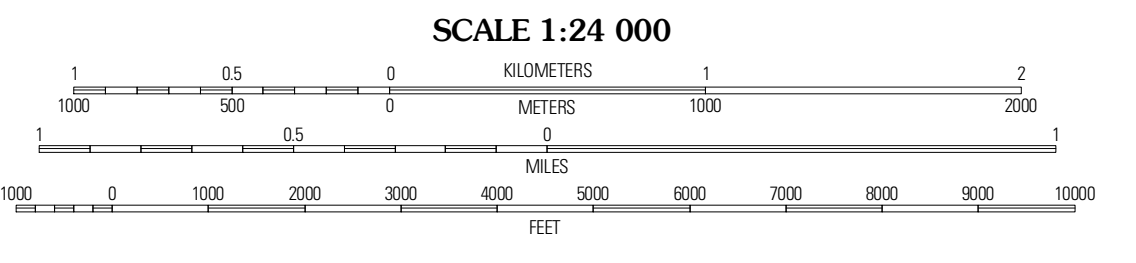 SCALE 1:24 000
1 0.5 0 KILOMETERS 1 2
1000 500 0 METERS 1000 2000
1 0.5 0 1
MILES
1000 0 1000 2000 3000 4000 5000 6000 7000 8000 9000 10000
FEET